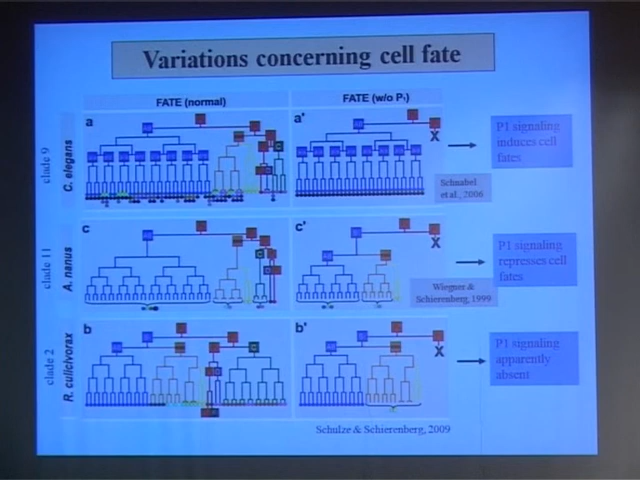 Variations concerning cell fate
FATE (normal)
FATE (w/o P₁)
clade 9
C. elegans
a
a'
X
P1 signaling
induces cell
fates
Schnabel
et al., 2006
clade 11
A. nanus
c
c'
X
P1 signaling
represses cell
fates
Wiegner &
Schierenberg, 1999
clade 2
R. culicivorax
b
b'
X
P1 signaling
apparently
absent
Schulze & Schierenberg, 2009